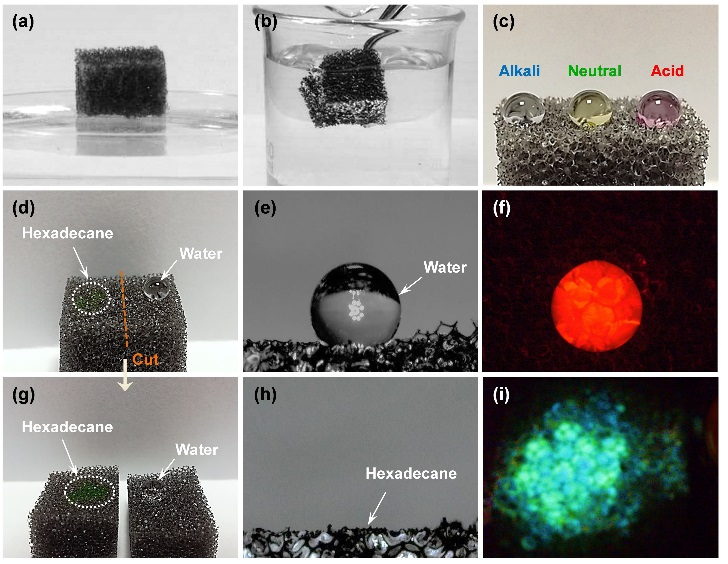 (a)
(b)
(c)
Alkali Neutral Acid
(d)
Hexadecane
Water
Cut
(e)
Water
(f)
(g)
Hexadecane
Water
(h)
Hexadecane
(i)